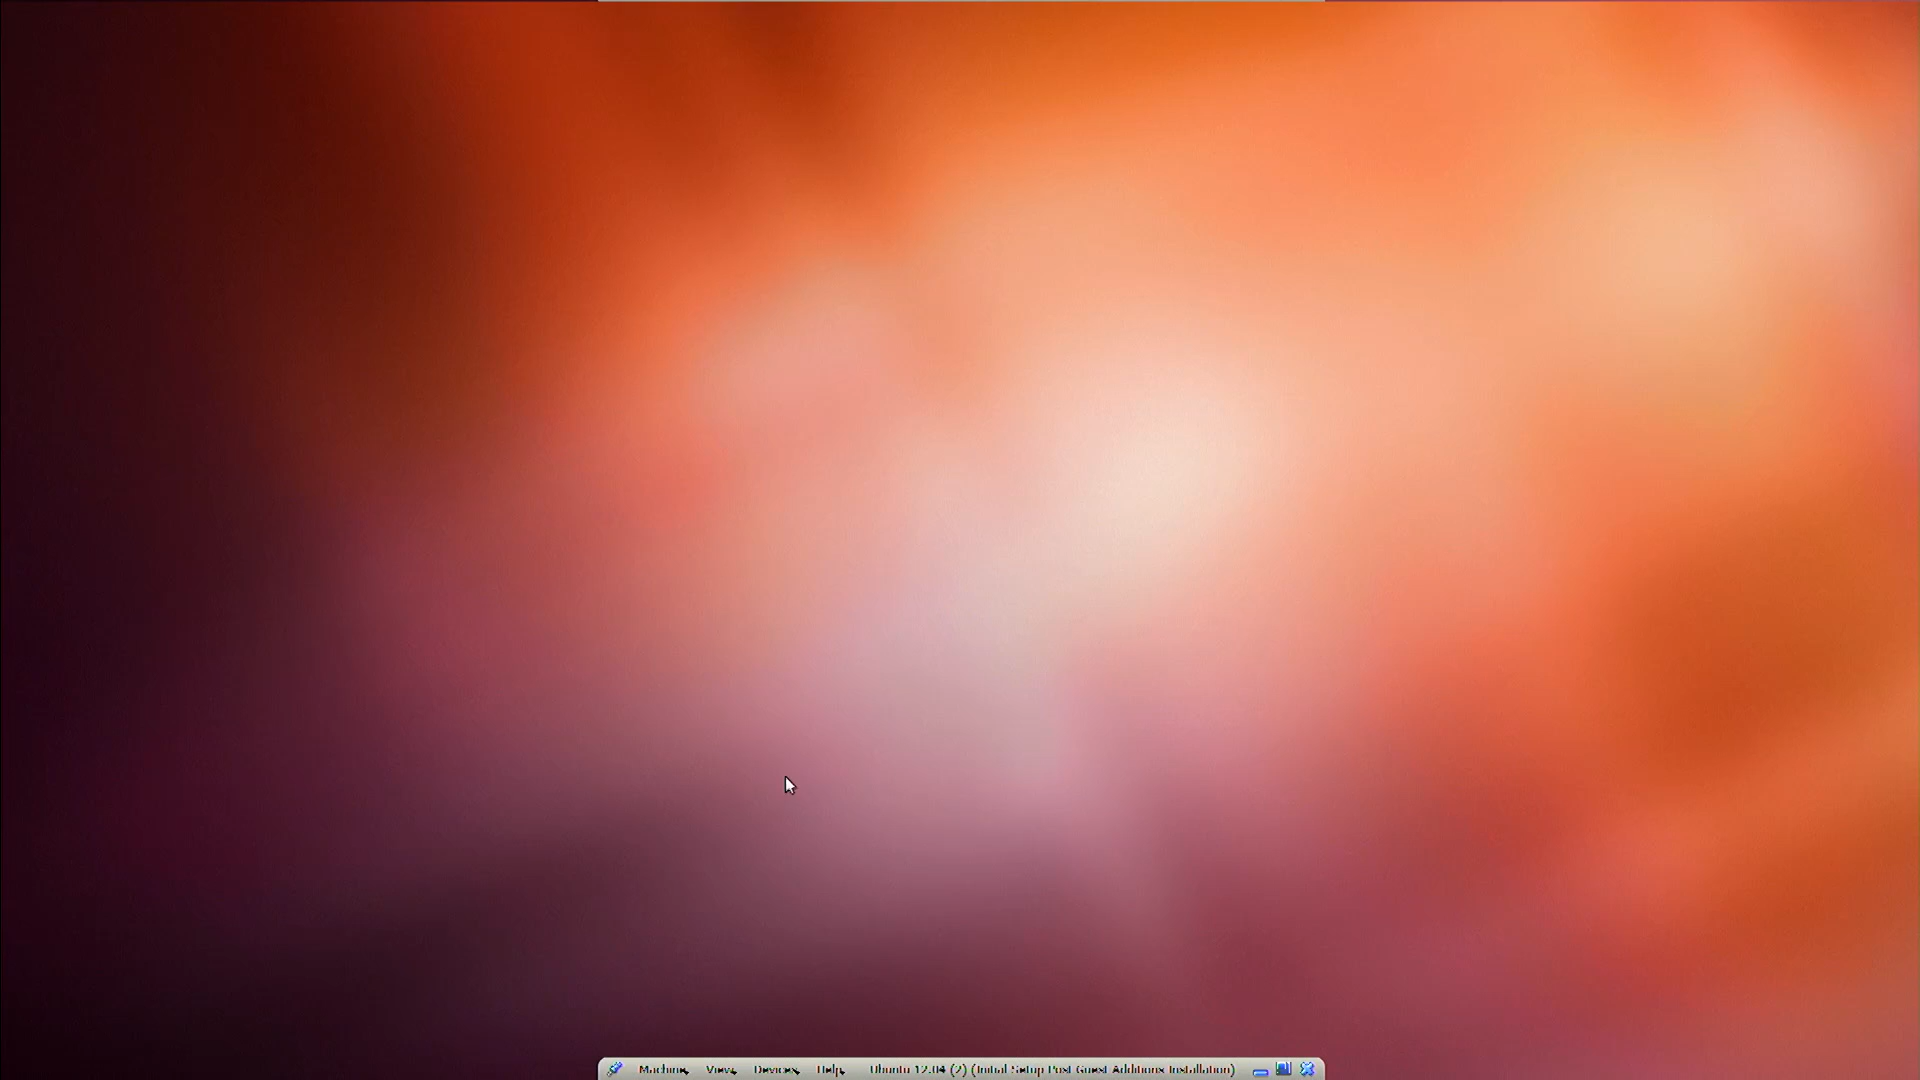 Machine View Devices Help Ubuntu 12.04 (2) (Initial Setup Post Guest Additions Installation)